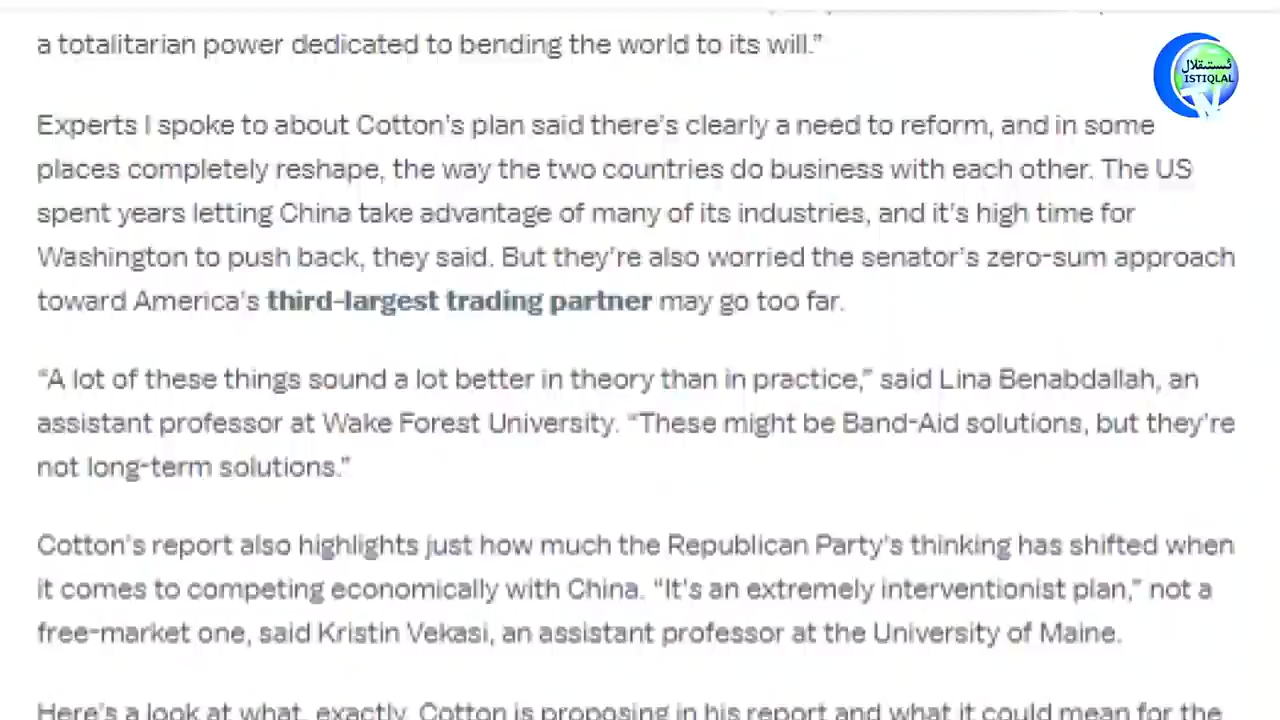 a totalitarian power dedicated to bending the world to its will.”
Experts I spoke to about Cotton’s plan said there’s clearly a need to reform, and in some
places completely reshape, the way the two countries do business with each other. The US
spent years letting China take advantage of many of its industries, and it’s high time for
Washington to push back, they said. But they’re also worried the senator’s zero-sum approach
toward America’s third-largest trading partner may go too far.
“A lot of these things sound a lot better in theory than in practice,” said Lina Benabdallah, an
assistant professor at Wake Forest University. “These might be Band-Aid solutions, but they’re
not long-term solutions.”
Cotton’s report also highlights just how much the Republican Party’s thinking has shifted when
it comes to competing economically with China. “It’s an extremely interventionist plan,” not a
free-market one, said Kristin Vekasi, an assistant professor at the University of Maine.
Here’s a look at what, exactly, Cotton is proposing in his report and what it could mean for the
ئىستىقلال
ISTIQLAL
TV